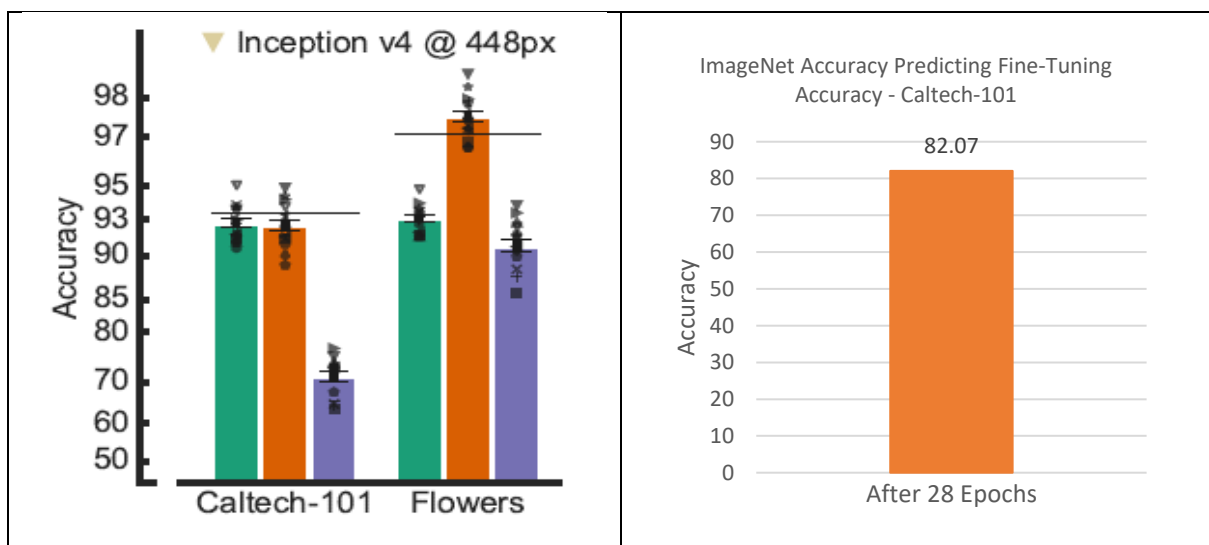 Inception v4 @ 448px
Accuracy
98
97
95
93
90
85
80
70
60
50
Caltech-101
Flowers
ImageNet Accuracy Predicting Fine-Tuning
Accuracy - Caltech-101
Accuracy
90
80
70
60
50
40
30
20
10
0
82.07
After 28 Epochs